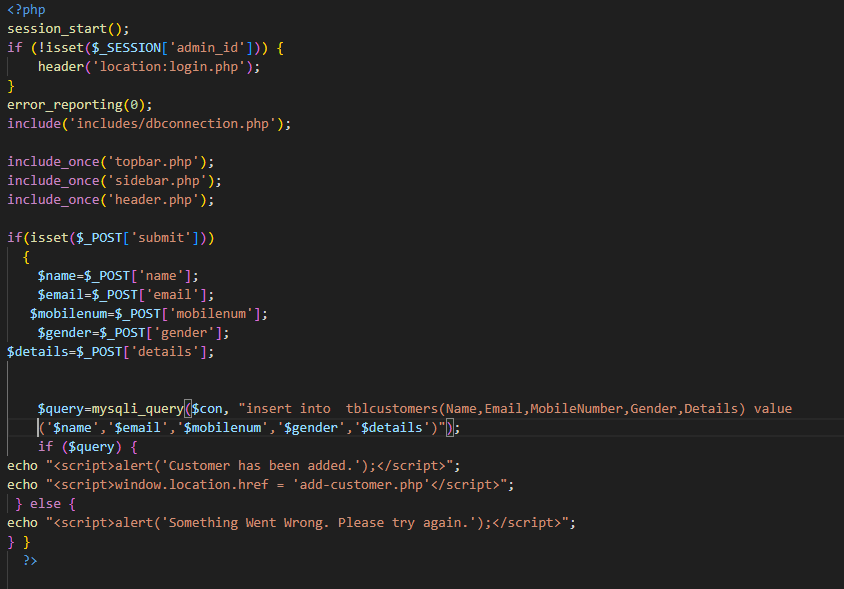 <?php
session_start();
if (!isset($_SESSION['admin_id'])) {
    header('location:login.php');
}
error_reporting(0);
include('includes/dbconnection.php');

include_once('topbar.php');
include_once('sidebar.php');
include_once('header.php');

if(isset($_POST['submit']))
  {
    $name=$_POST['name'];
    $email=$_POST['email'];
   $mobilenum=$_POST['mobilenum'];
    $gender=$_POST['gender'];
$details=$_POST['details'];


    $query=mysqli_query($con, "insert into  tblcustomers(Name,Email,MobileNumber,Gender,Details) value
    ('$name','$email','$mobilenum','$gender','$details')");
    if ($query) {
echo "<script>alert('Customer has been added.');</script>";
echo "<script>window.location.href = 'add-customer.php'</script>";
 } else {
echo "<script>alert('Something Went Wrong. Please try again.');</script>";
} }
  ?>